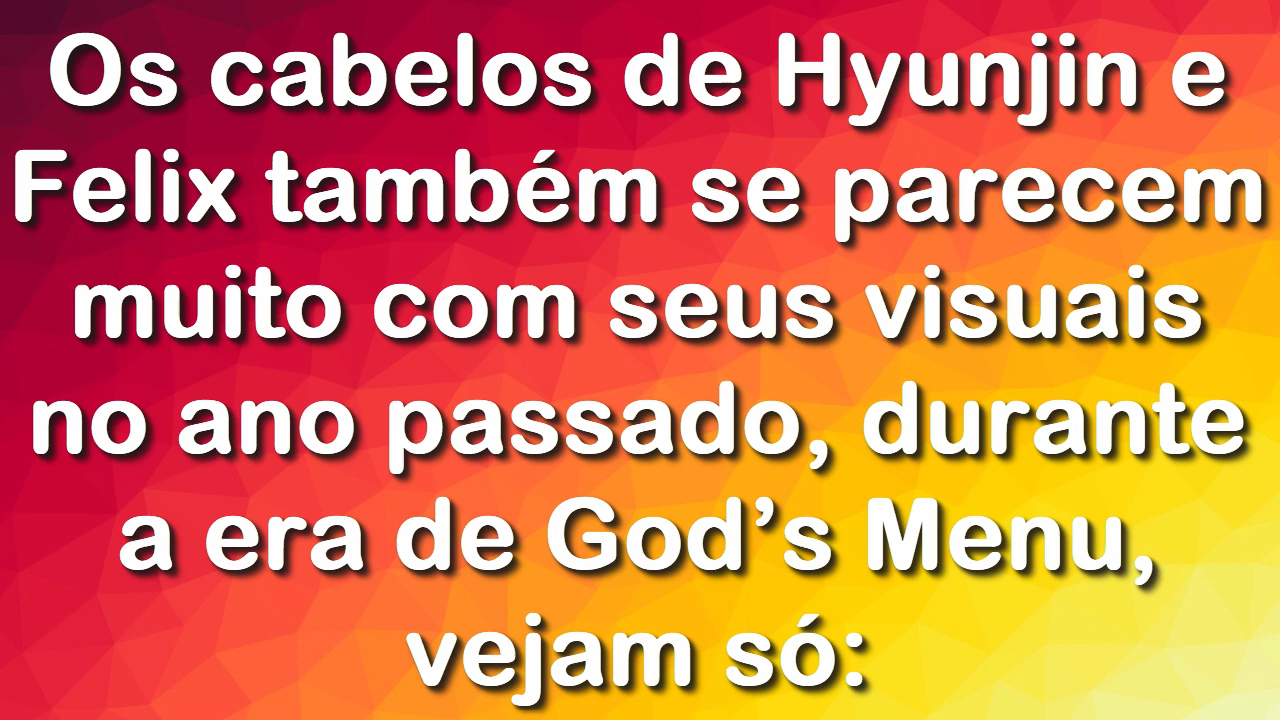 Os cabelos de Hyunjin e
Felix também se parecem
muito com seus visuais
no ano passado, durante
a era de God’s Menu,
vejam só: